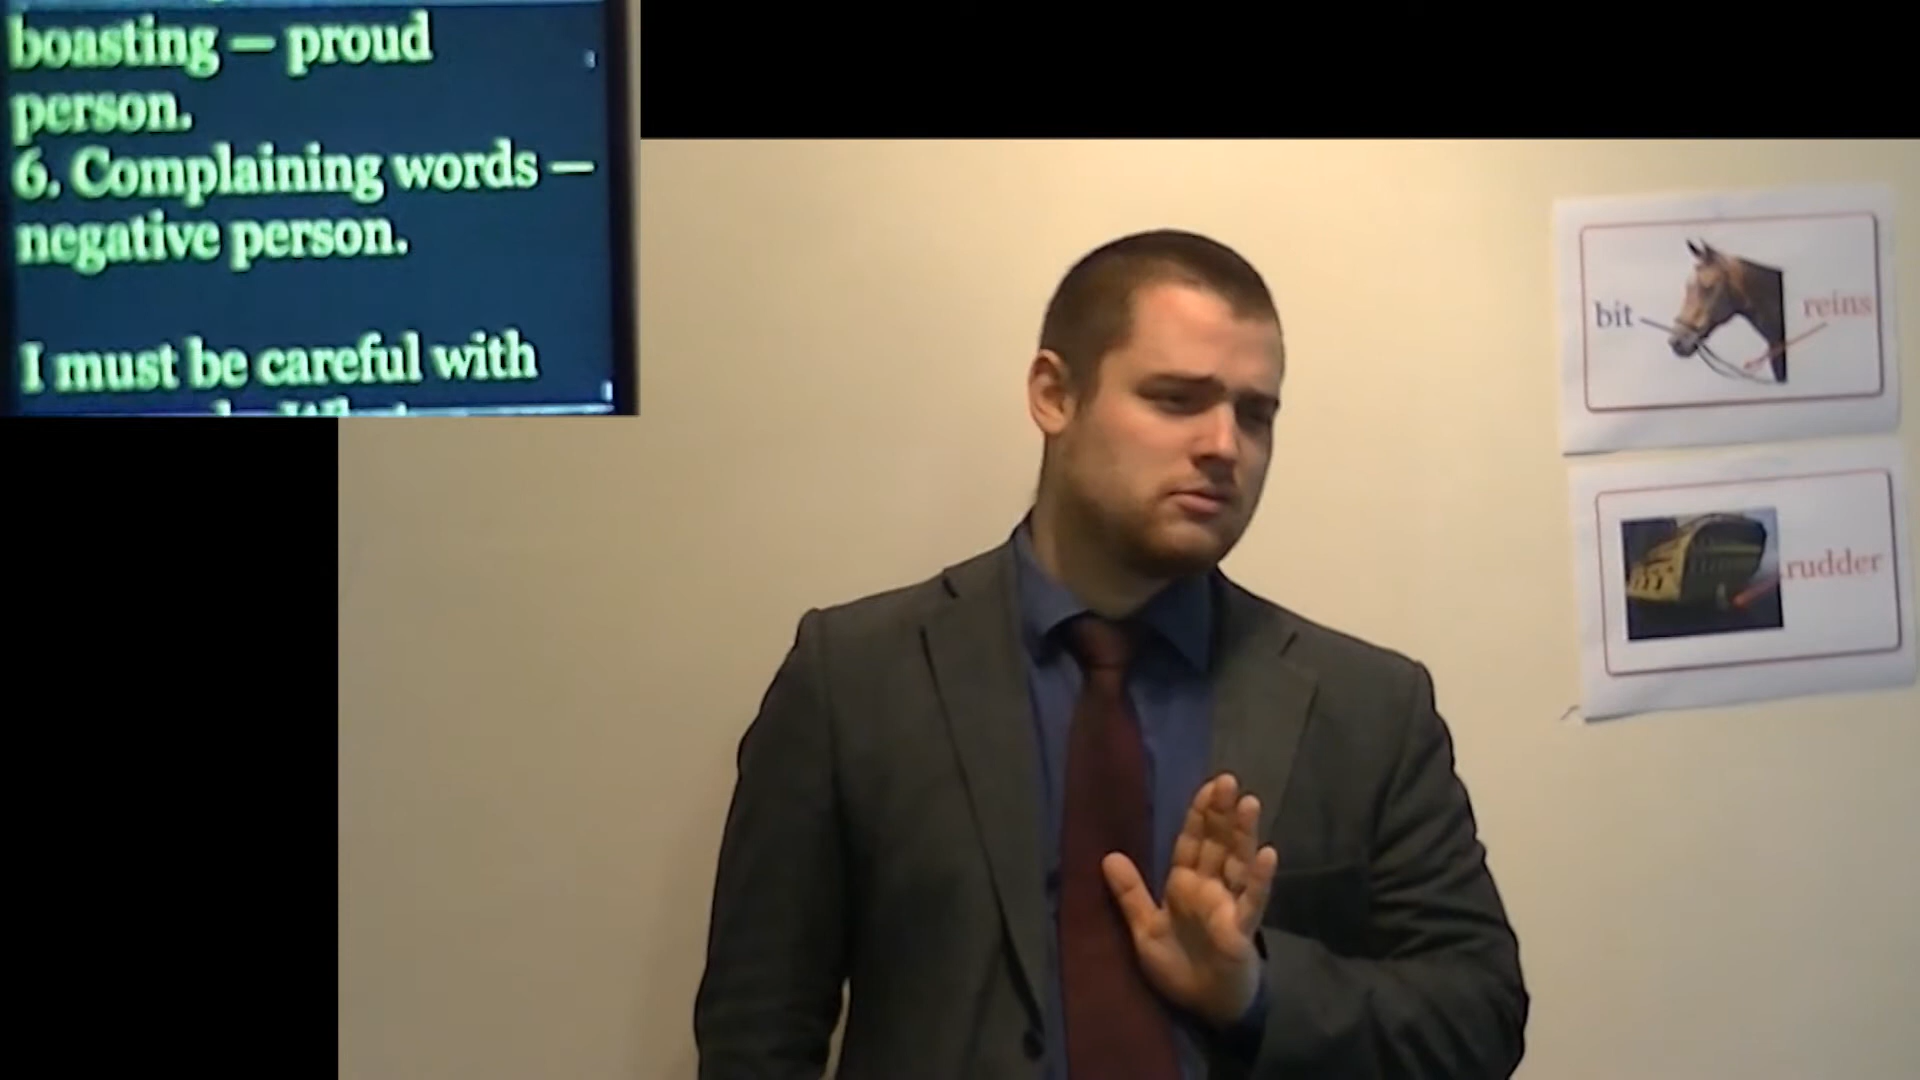 boasting — proud
person.
6. Complaining words —
negative person.
I must be careful with
bit
reins
rudder